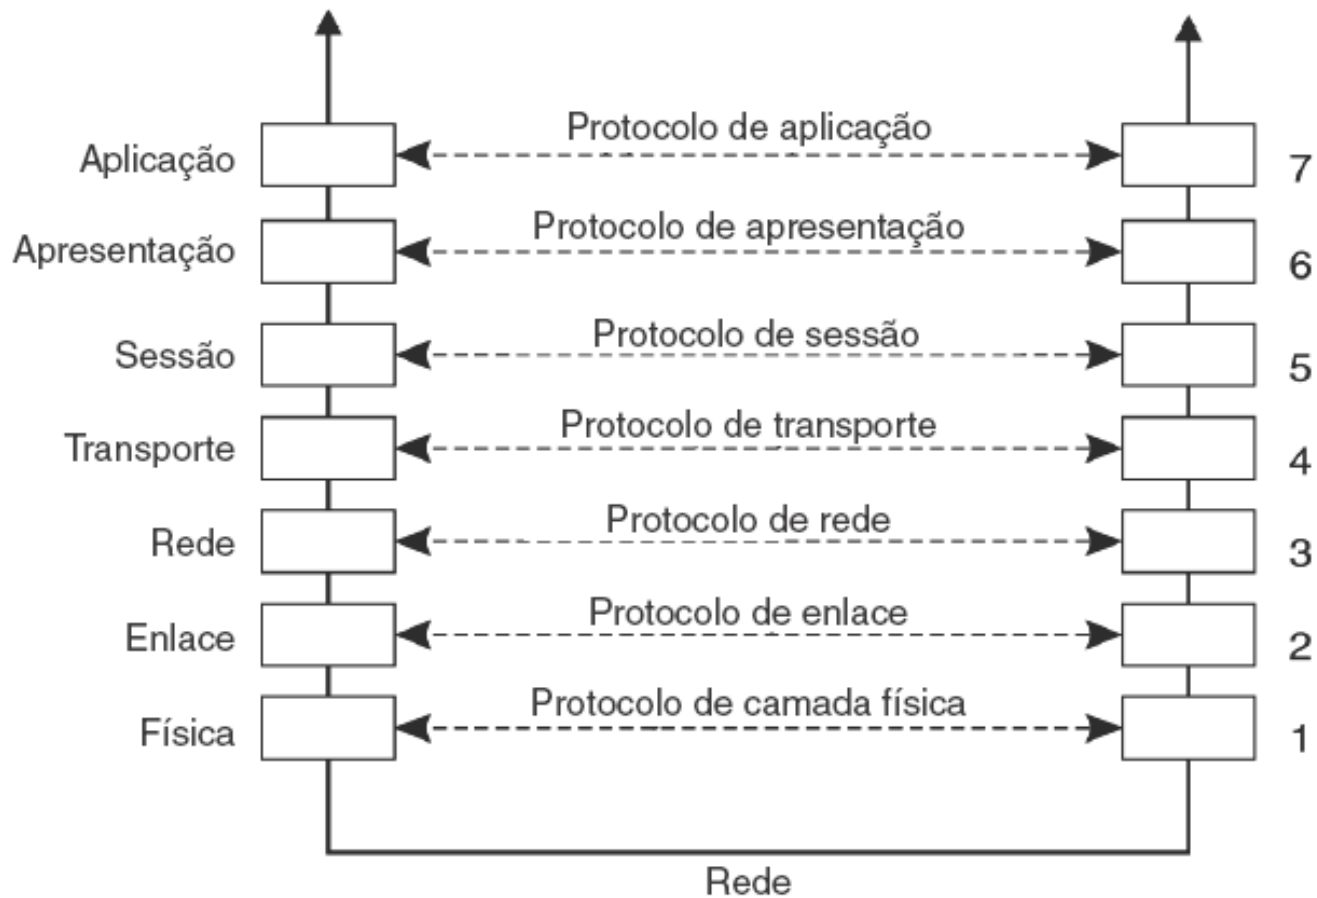 Aplicação
Protocolo de aplicação
7
Apresentação
Protocolo de apresentação
6
Sessão
Protocolo de sessão
5
Transporte
Protocolo de transporte
4
Rede
Protocolo de rede
3
Enlace
Protocolo de enlace
2
Física
Protocolo de camada física
1
Rede